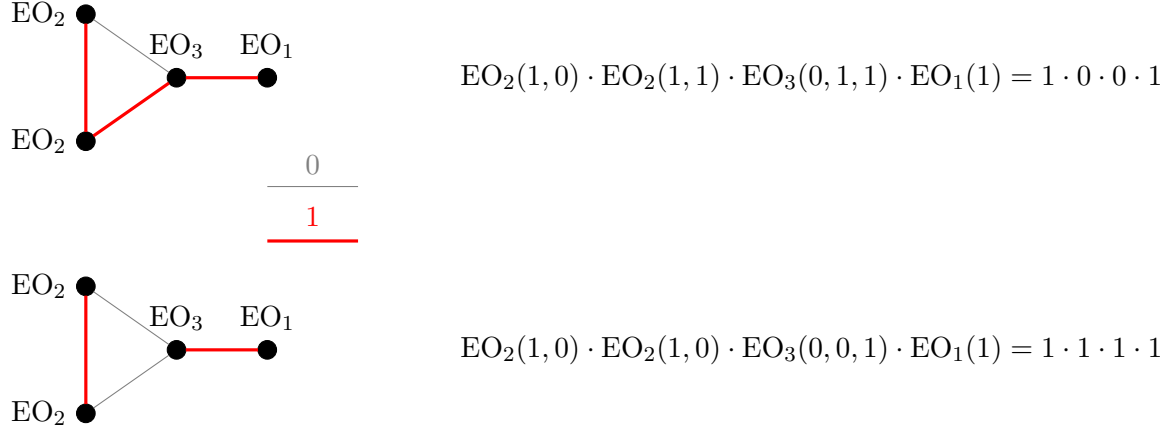 EO₂
EO₃ EO₁
EO₂(1,0) · EO₂(1,1) · EO₃(0,1,1) · EO₁(1) = 1 · 0 · 0 · 1
EO₂
0
1
EO₂
EO₃ EO₁
EO₂(1,0) · EO₂(1,0) · EO₃(0,0,1) · EO₁(1) = 1 · 1 · 1 · 1
EO₂